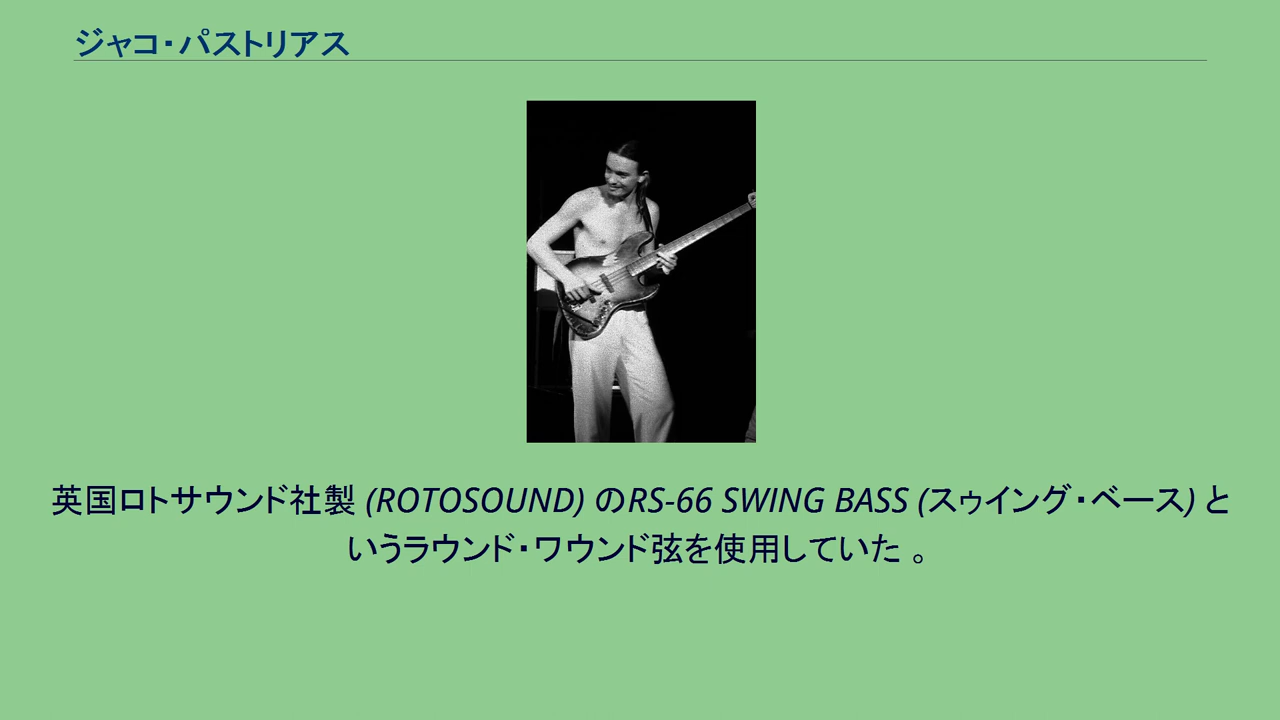 ジャコ・パストリアス
英国ロトサウンド社製 (ROTOSOUND) のRS-66 SWING BASS (スゥイング・ベース) と
いうラウンド・ワウンド弦を使用していた 。